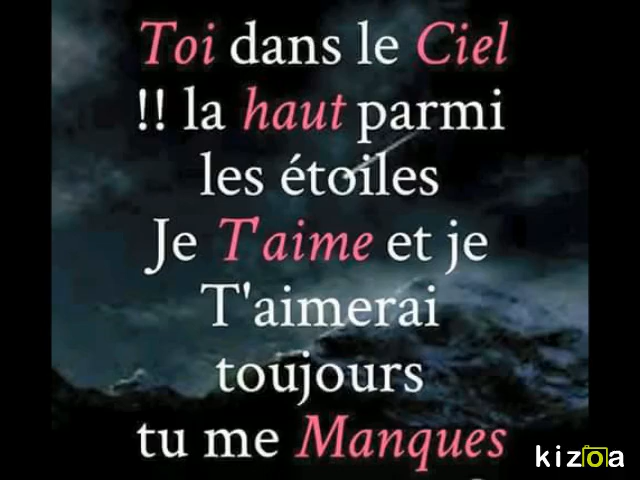 Toi dans le Ciel
!! la haut parmi
les étoiles
Je T'aime et je
T'aimerai
toujours
tu me Manques
kizoa